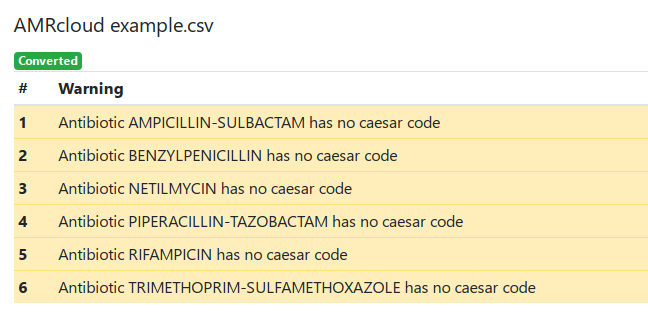 AMRcloud example.csv
Converted
# Warning
1 Antibiotic AMPICILLIN-SULBACTAM has no caesar code
2 Antibiotic BENZYLPENICILLIN has no caesar code
3 Antibiotic NETILMYCIN has no caesar code
4 Antibiotic PIPERACILLIN-TAZOBACTAM has no caesar code
5 Antibiotic RIFAMPICIN has no caesar code
6 Antibiotic TRIMETHOPRIM-SULFAMETHOXAZOLE has no caesar code